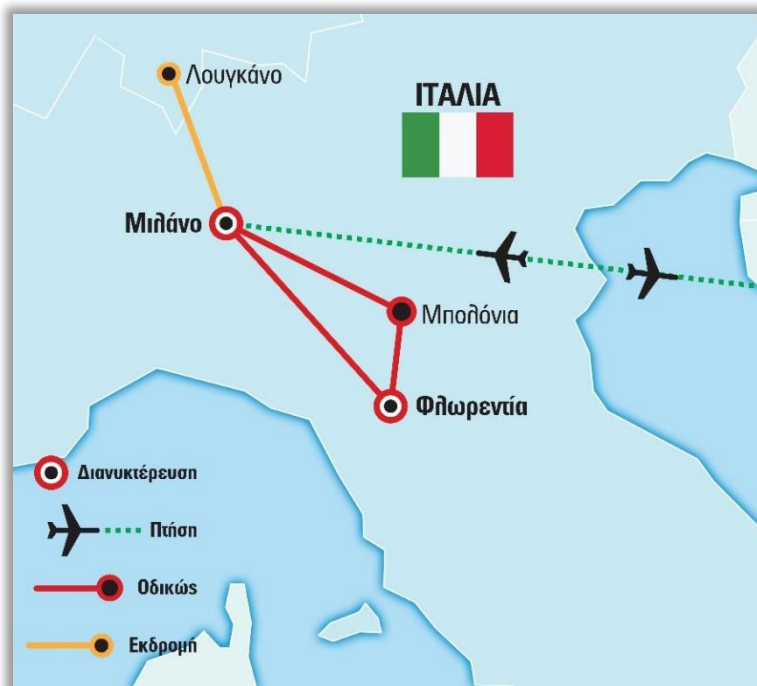 Λουγκάνο
ΙΤΑΛΙΑ
Μιλάνο
Μπολόνια
Φλωρεντία
Διανυκτέρευση
Πτήση
Οδικώς
Εκδρομή